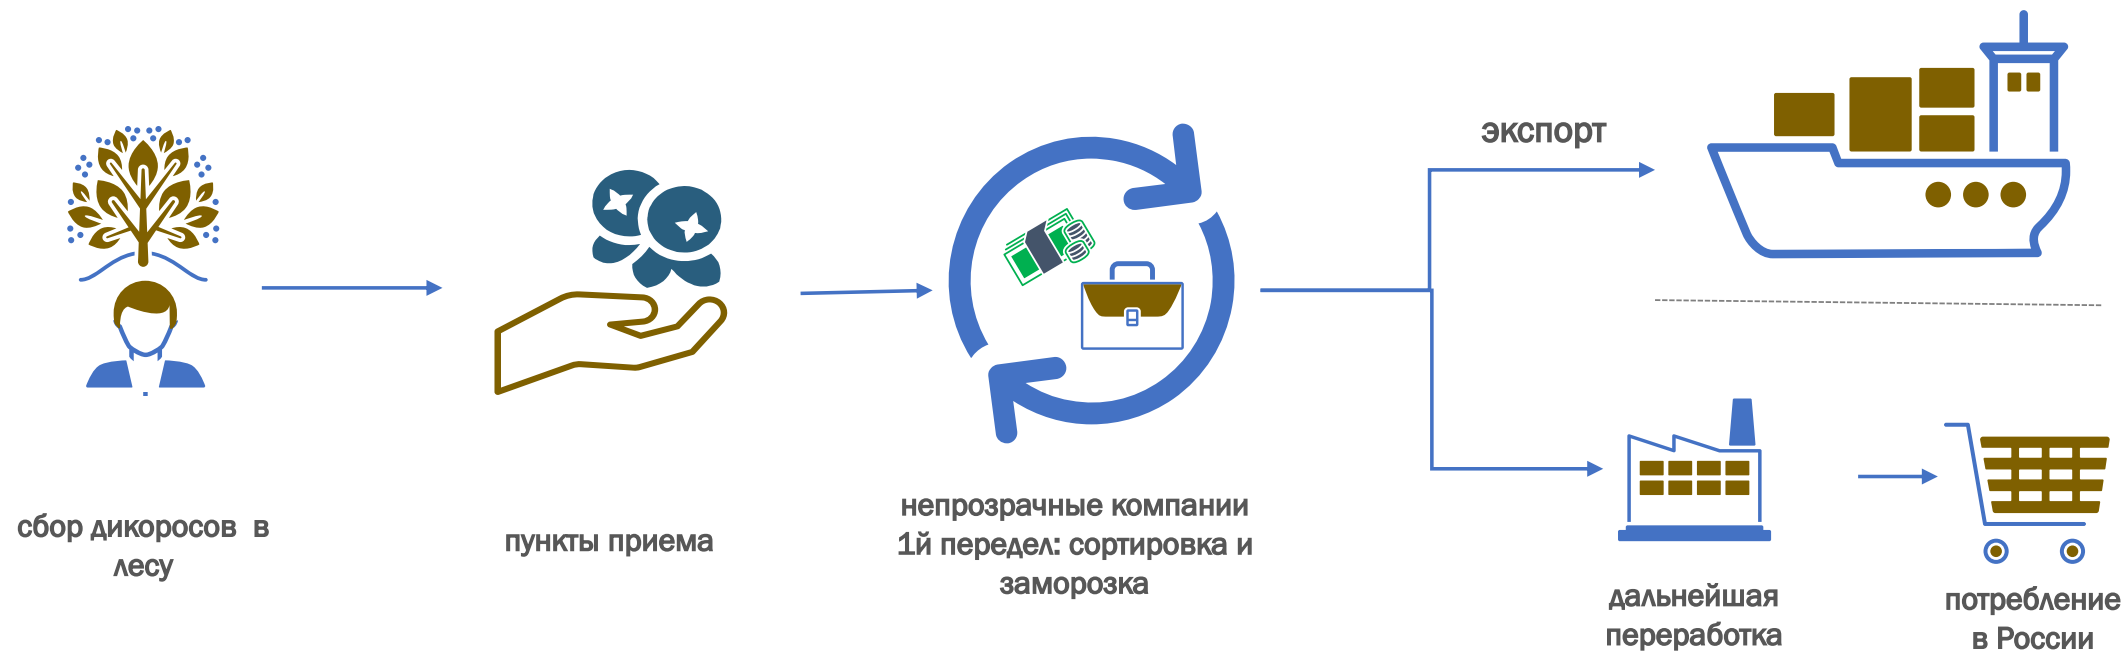 экспорт
сбор дикоросов в
лесу
пункты приема
непрозрачные компании
1й передел: сортировка и
заморозка
дальнейшая
переработка
потребление
в России